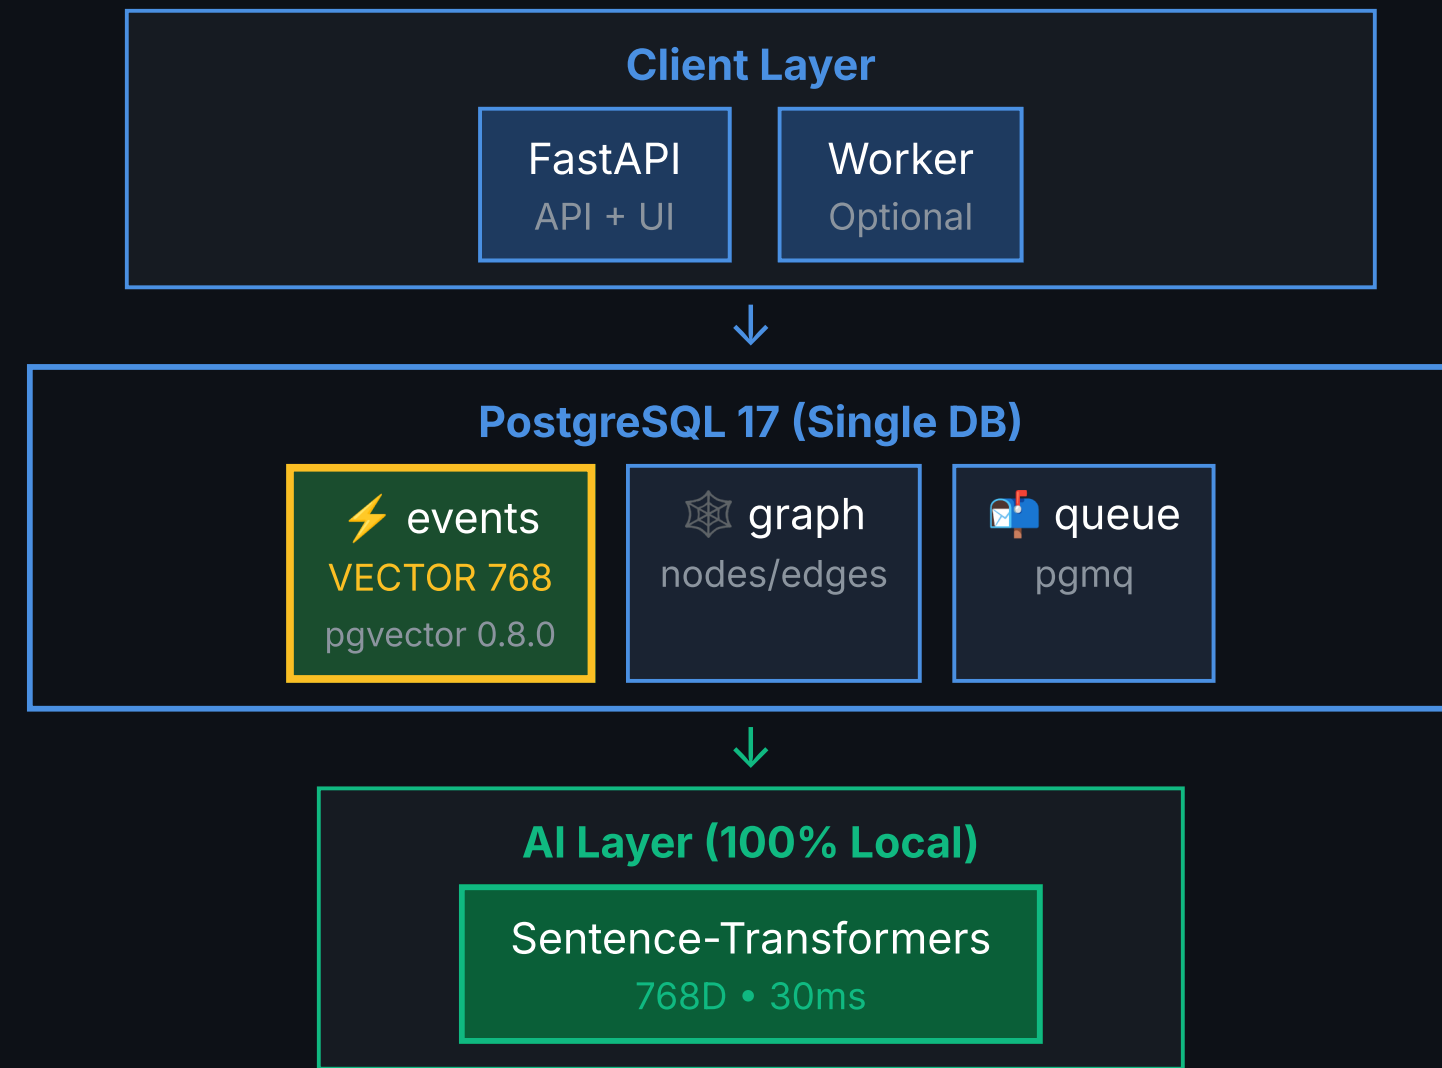 Client Layer
FastAPI
API + UI
Worker
Optional
↓
PostgreSQL 17 (Single DB)
⚡ events
VECTOR 768
pgvector 0.8.0
🕸️ graph
nodes/edges
📬 queue
pgmq
↓
AI Layer (100% Local)
Sentence-Transformers
768D • 30ms